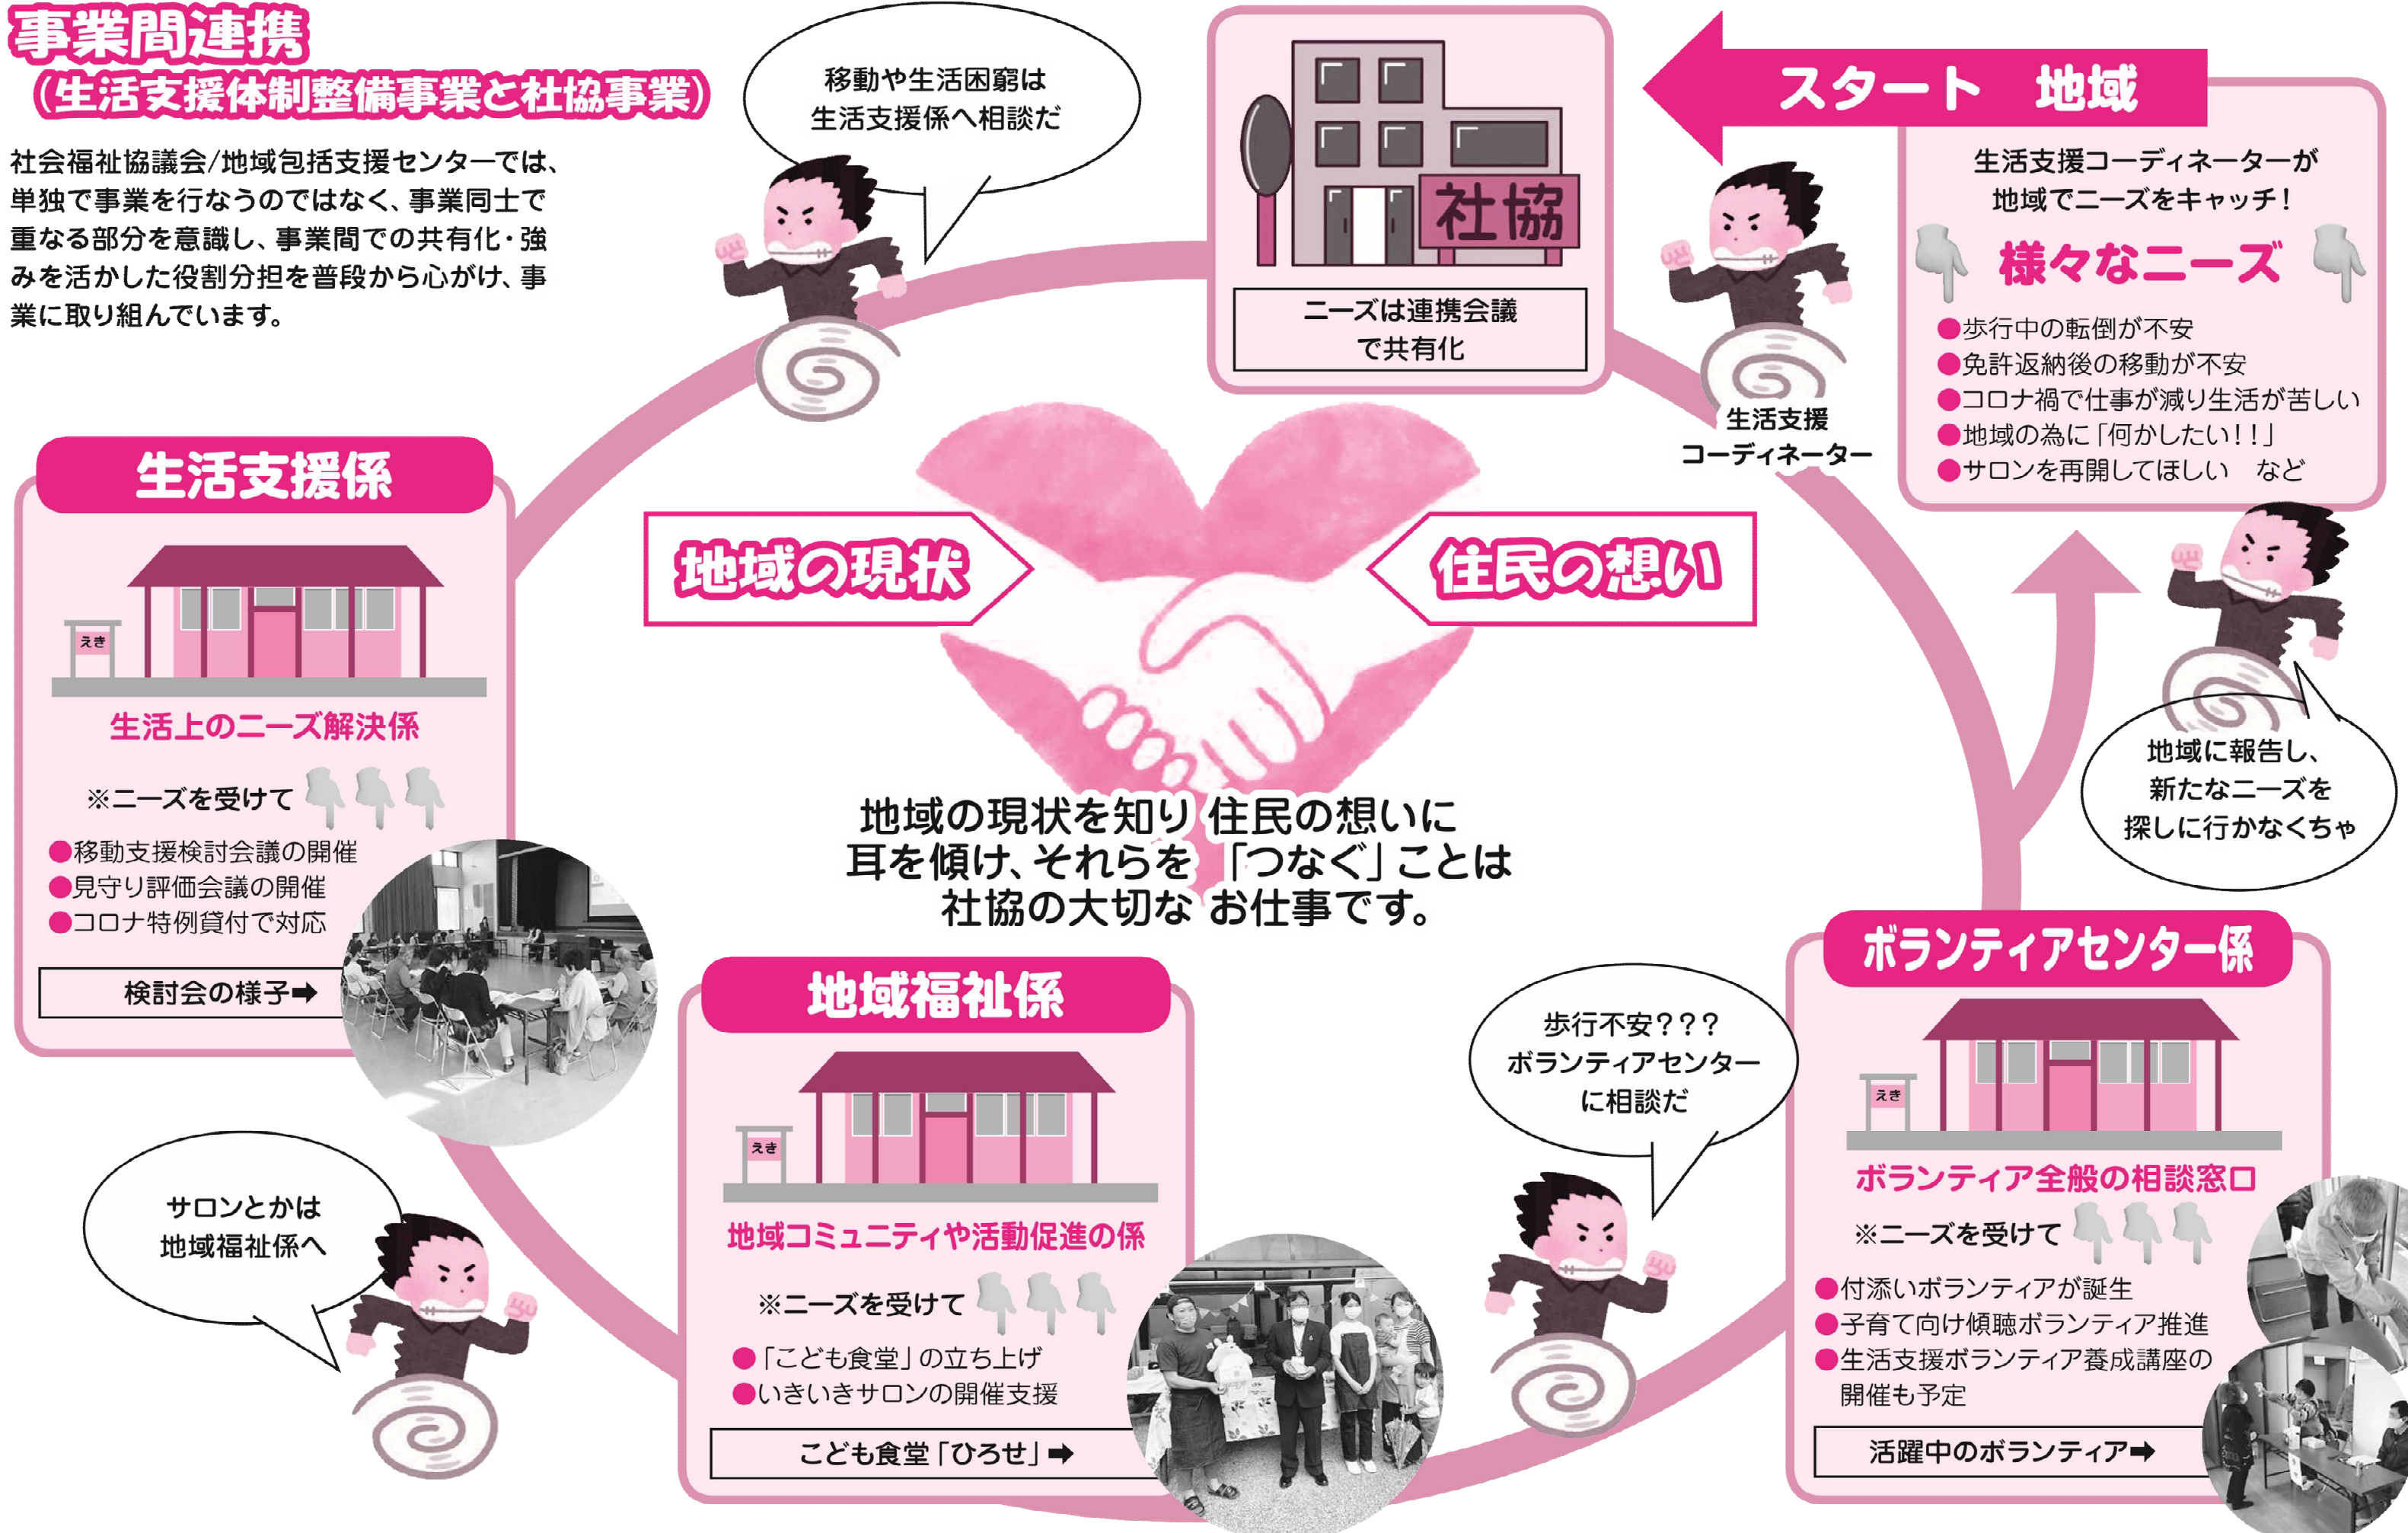 事業間連携
（生活支援体制整備事業と社協事業）
社会福祉協議会/地域包括支援センターでは、
単独で事業を行なうのではなく、事業同士で
重なる部分を意識し、事業間での共有化・強
みを活かした役割分担を普段から心がけ、事
業に取り組んでいます。
スタート　地域
生活支援コーディネーターが
地域でニーズをキャッチ！
様々なニーズ
●歩行中の転倒が不安
●免許返納後の移動が不安
●コロナ禍で仕事が減り生活が苦しい
●地域の為に「何かしたい！！」
●サロンを再開してほしい　など
生活支援
コーディネーター
社協
ニーズは連携会議
で共有化
移動や生活困窮は
生活支援係へ相談だ
生活支援係
えき
生活上のニーズ解決係
※ニーズを受けて
●移動支援検討会議の開催
●見守り評価会議の開催
●コロナ特例貸付で対応
検討会の様子➡
地域の現状
住民の想い
地域の現状を知り 住民の想いに
耳を傾け、それらを 「つなぐ」ことは
社協の大切な お仕事です。
サロンとかは
地域福祉係へ
地域福祉係
えき
地域コミュニティや活動促進の係
※ニーズを受けて
●「こども食堂」の立ち上げ
●いきいきサロンの開催支援
こども食堂「ひろせ」➡
歩行不安？？？
ボランティアセンター
に相談だ
ボランティアセンター係
えき
ボランティア全般の相談窓口
※ニーズを受けて
●付添いボランティアが誕生
●子育て向け傾聴ボランティア推進
●生活支援ボランティア養成講座の
開催も予定
活躍中のボランティア➡
地域に報告し、
新たなニーズを
探しに行かなくちゃ